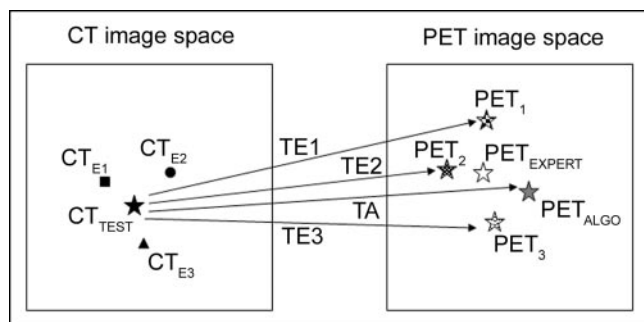 CT image space
PET image space
PET1
CTE1
CTE2
TE1
TE2
PET2
PETEXPERT
CTTEST
TA
PETALGO
CTE3
TE3
PET3